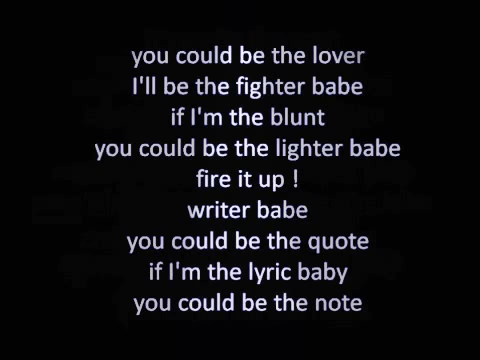 you could be the lover
I'll be the fighter babe
if I'm the blunt
you could be the lighter babe
fire it up !
writer babe
you could be the quote
if I'm the lyric baby
you could be the note